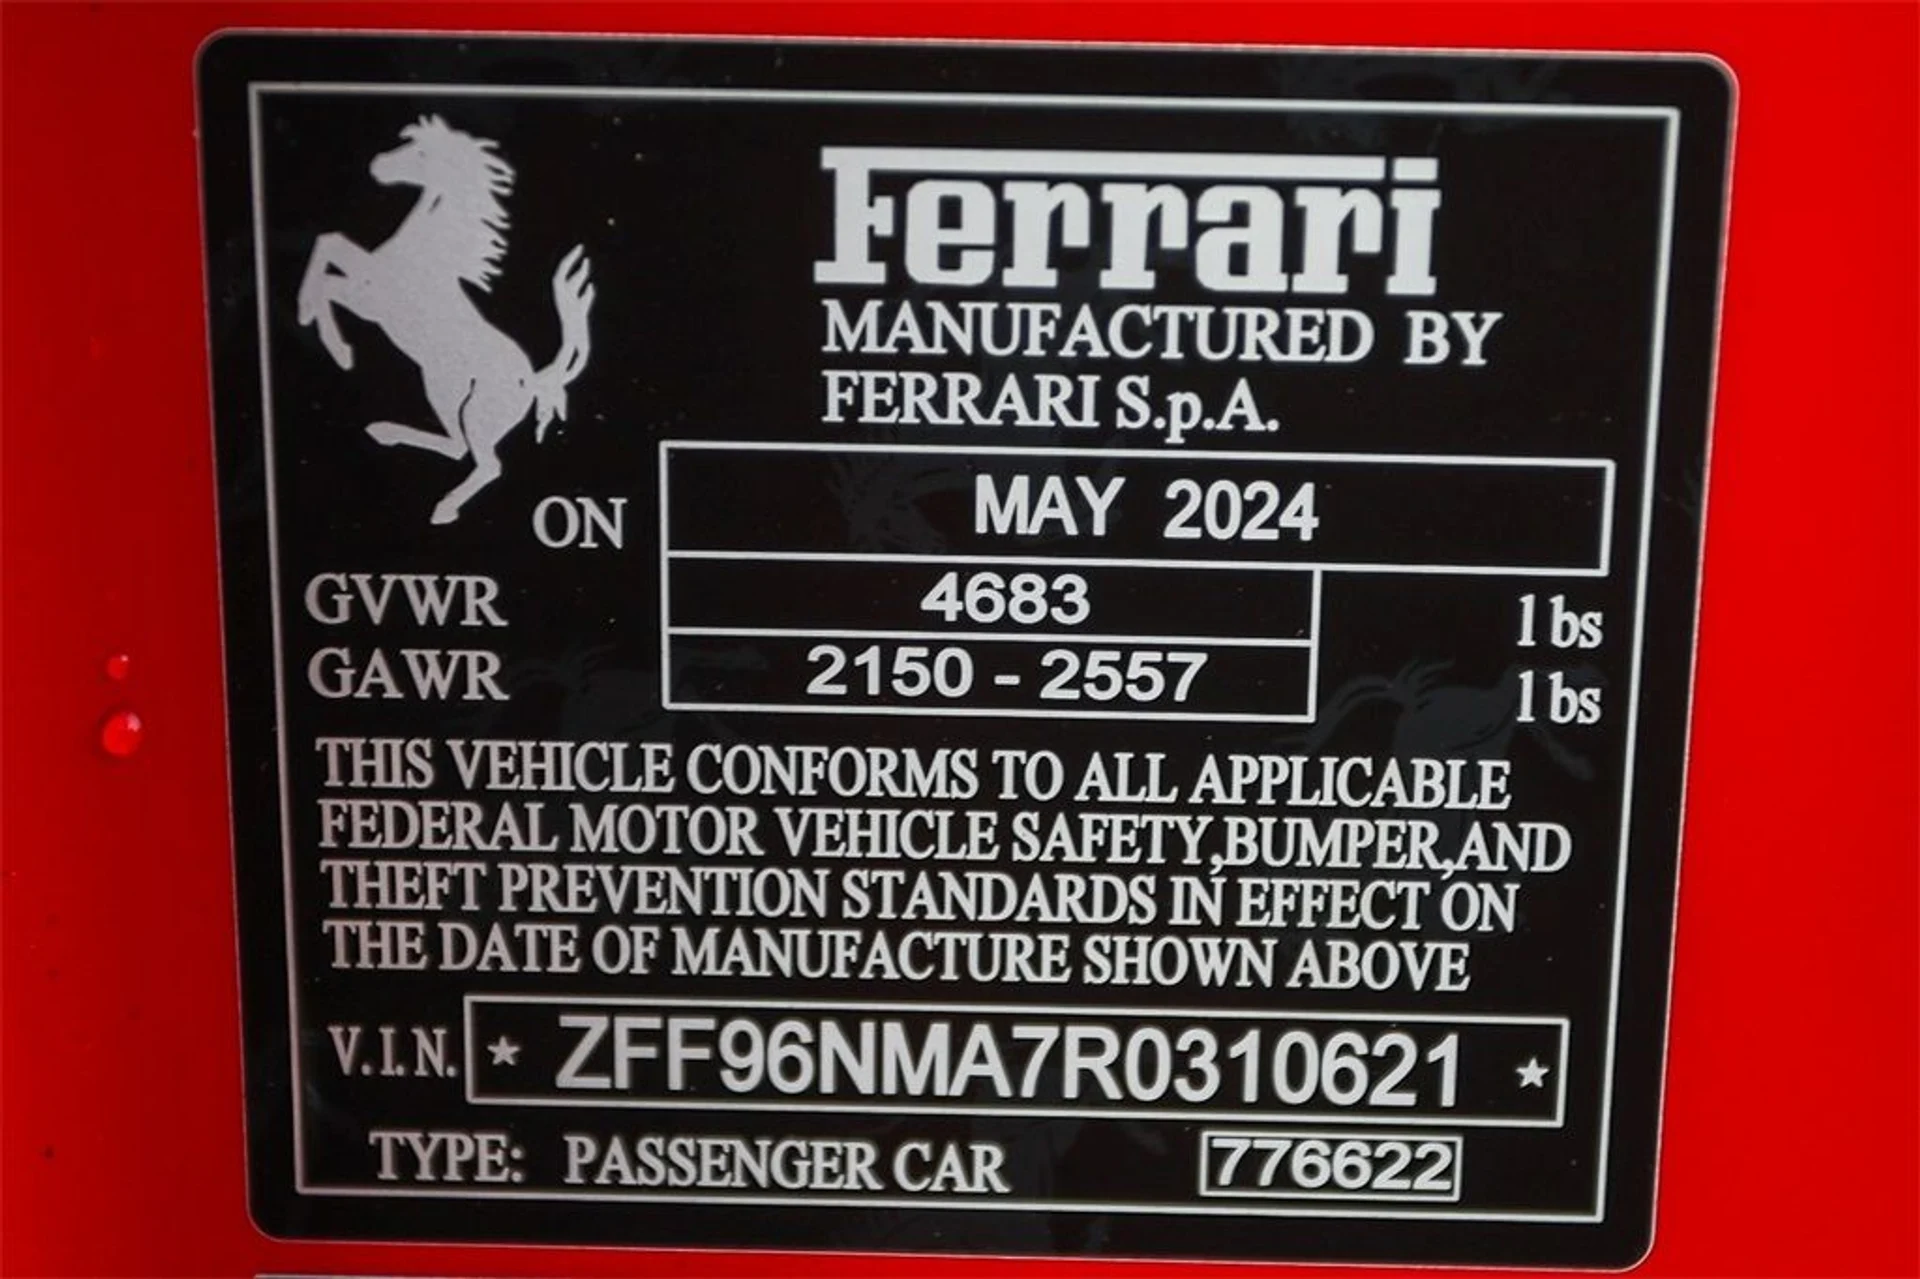 Ferrari
MANUFACTURED BY
FERRARI S.p.A.
ON MAY 2024
GVWR 4683 lbs
GAWR 2150 - 2557 lbs
THIS VEHICLE CONFORMS TO ALL APPLICABLE
FEDERAL MOTOR VEHICLE SAFETY,BUMPER,AND
THEFT PREVENTION STANDARDS IN EFFECT ON
THE DATE OF MANUFACTURE SHOWN ABOVE
V.I.N. ★ ZFF96NMA7R0310621 ★
TYPE: PASSENGER CAR 776622